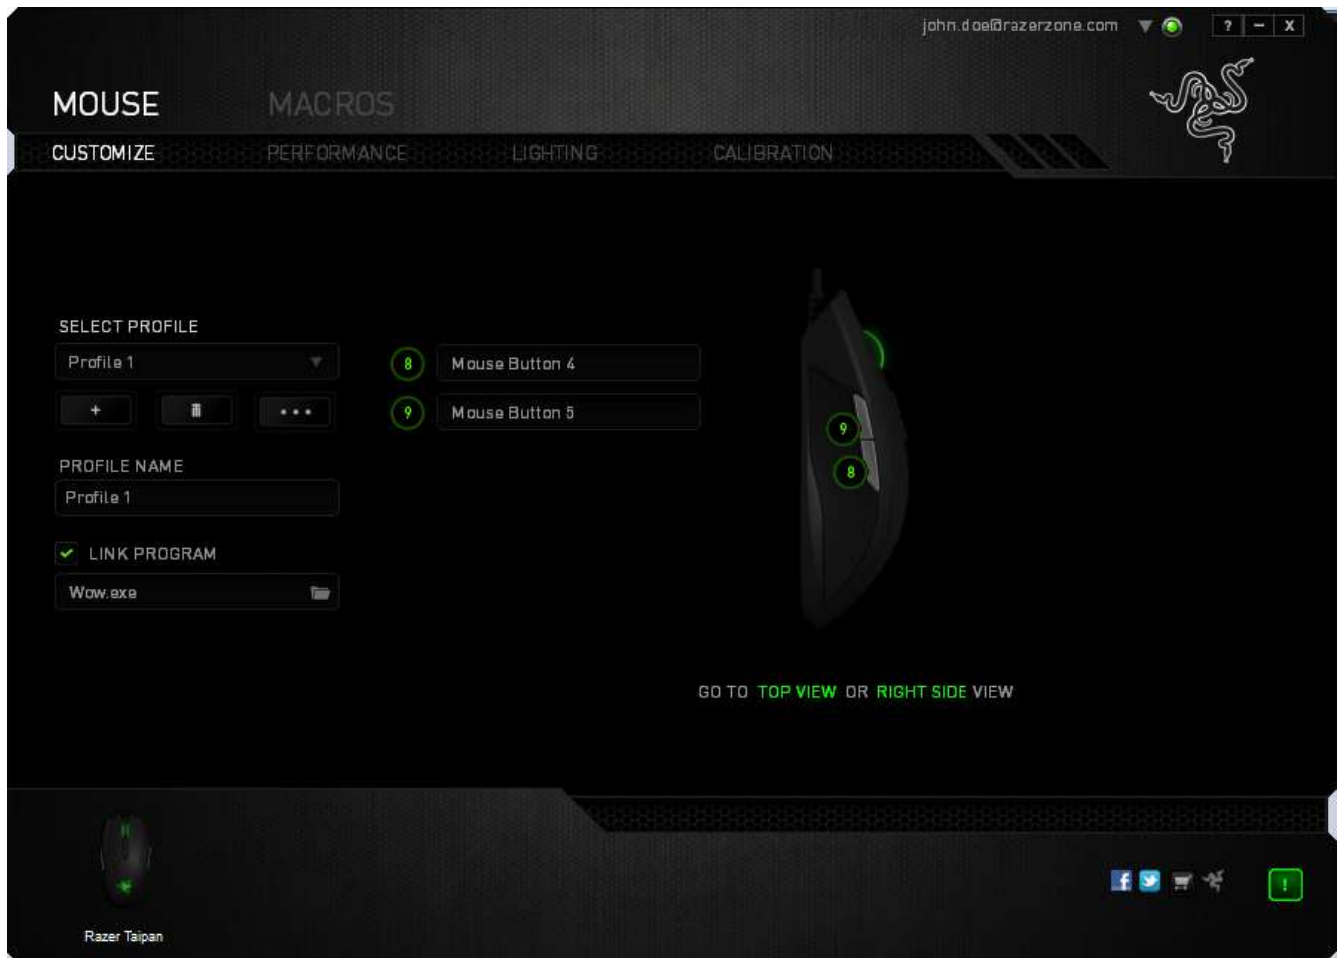 john.doe@razerzone.com
? – X
MOUSE MACROS
CUSTOMIZE PERFORMANCE LIGHTING CALIBRATION
SELECT PROFILE
Profile 1
8 Mouse Button 4
+ •••
9 Mouse Button 5
9
PROFILE NAME
8
Profile 1
LINK PROGRAM
Wow.exe
GO TO TOP VIEW OR RIGHT SIDE VIEW
f
!
Razer Taipan